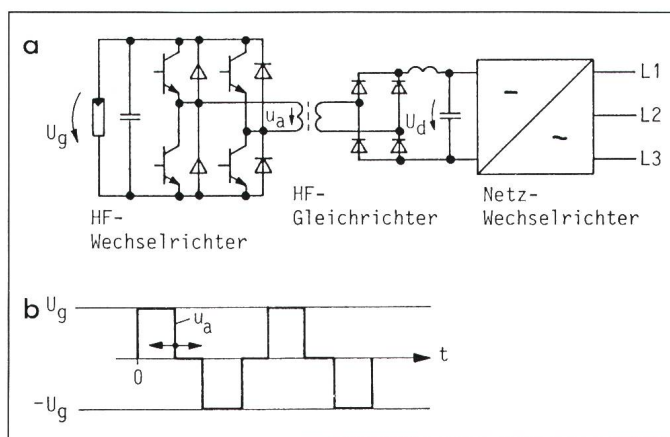 a
U_g
u_a
U_d
-
~
L1
L2
L3
HF-
Wechselrichter
HF-
Gleichrichter
Netz-
Wechselrichter
b
U_g
u_a
0
t
-U_g